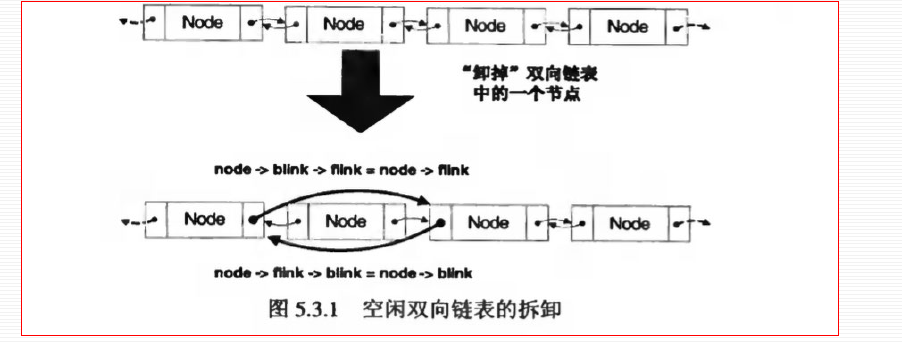 Node Node Node Node
“卸掉”双向链表
中的一个节点
node -> blink -> flink = node -> flink
Node Node Node Node
node -> flink -> blink = node -> blink
图 5.3.1 空闲双向链表的拆卸